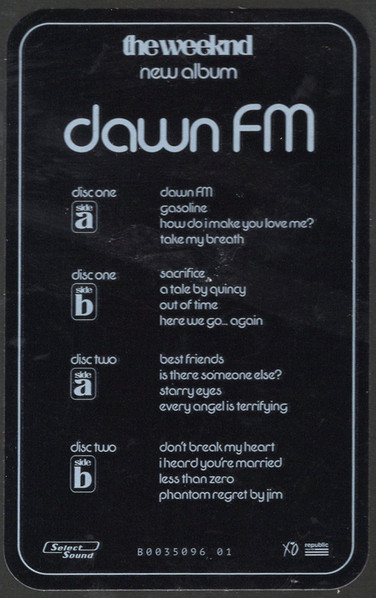 the weeknd
new album
dawn FM
disc one
side
a
dawn FM
gasoline
how do i make you love me?
take my breath
disc one
side
b
sacrifice
a tale by quincy
out of time
here we go... again
disc two
side
a
best friends
is there someone else?
starry eyes
every angel is terrifying
disc two
side
b
don't break my heart
i heard you're married
less than zero
phantom regret by jim
Select
Sound
B0035096 01
XO
republic